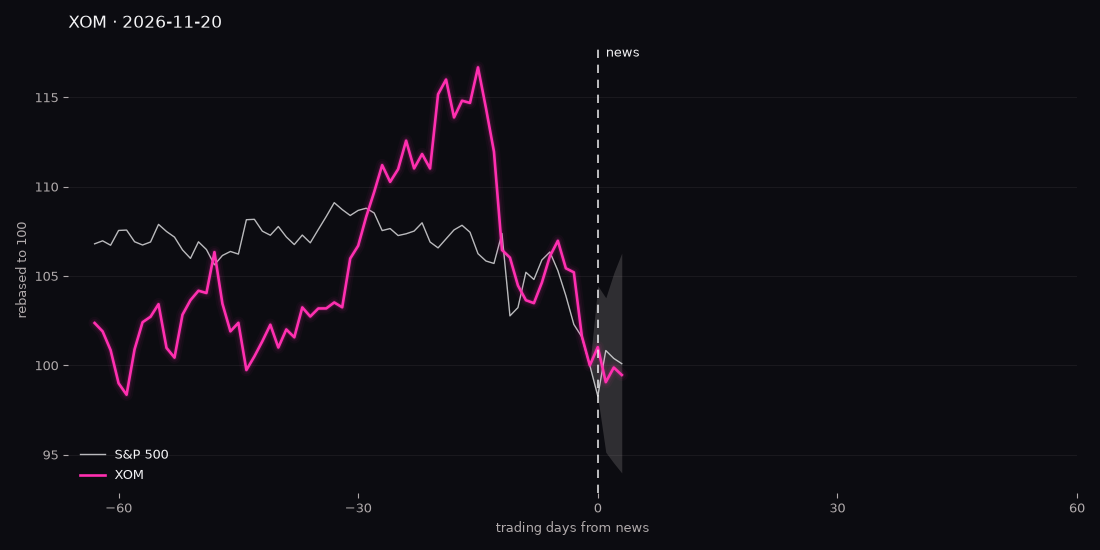 XOM · 2026-11-20
news
115
110
105
100
95
rebased to 100
S&P 500
XOM
−60
−30
0
30
60
trading days from news